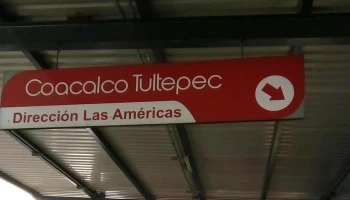 Coacalco Tultepec
Dirección Las Américas